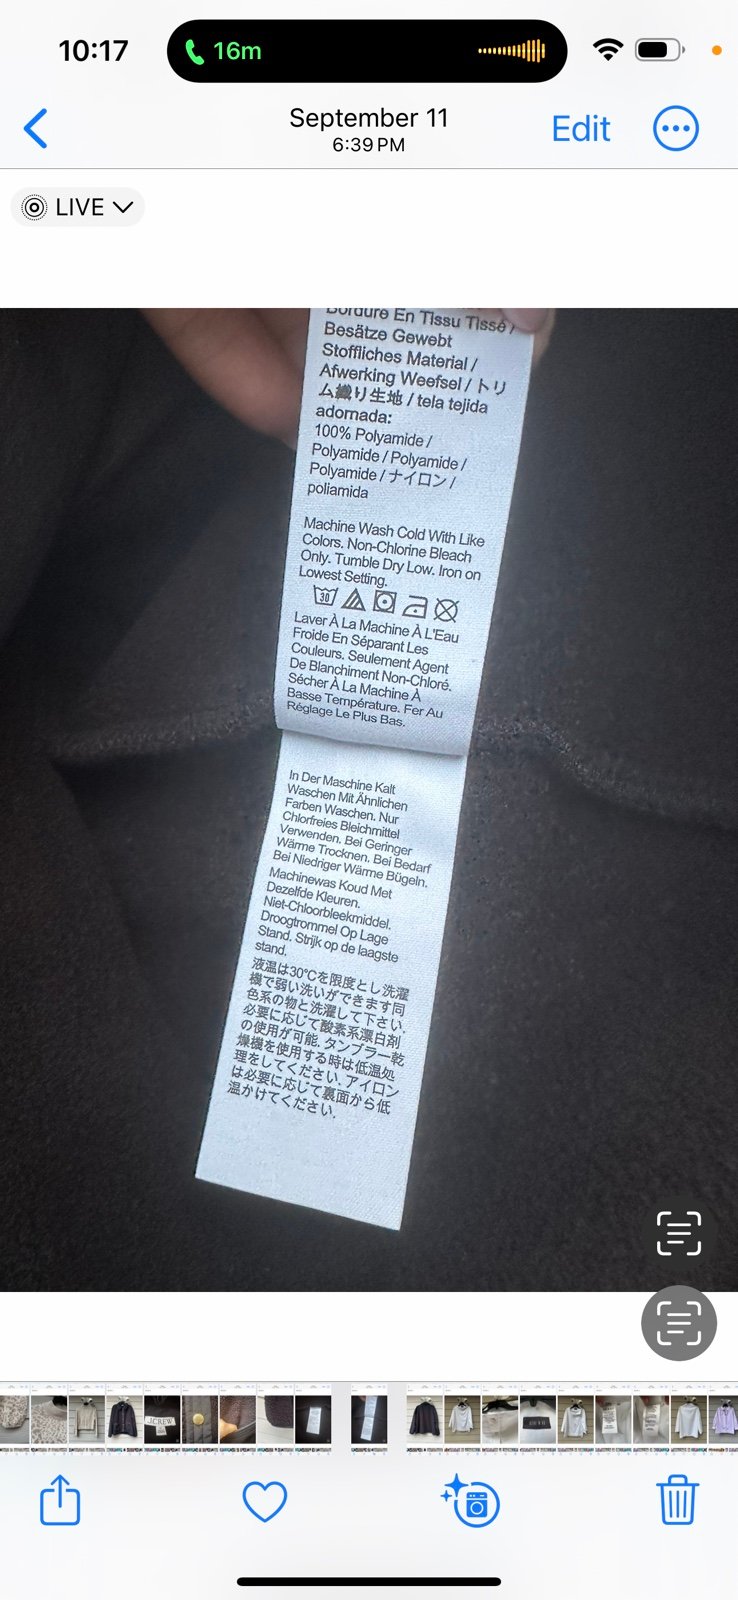 10:17
16m
September 11
6:39 PM
Edit
LIVE
Bordure En Tissu Tissé /
Besätze Gewebt
Stoffliches Material /
Afwerking Weefsel / トリ
ム織り生地 / tela tejida
adornada:
100% Polyamide /
Polyamide / Polyamide /
Polyamide / ナイロン /
poliamida
Machine Wash Cold With Like
Colors. Non-Chlorine Bleach
Only. Tumble Dry Low. Iron on
Lowest Setting.
30
Laver À La Machine À L'Eau
Froide En Séparant Les
Couleurs. Seulement Agent
De Blanchiment Non-Chloré.
Sécher À La Machine À
Basse Température. Fer Au
Réglage Le Plus Bas.
In Der Maschine Kalt
Waschen Mit Ähnlichen
Farben Waschen. Nur
Chlorfreies Bleichmittel
Verwenden. Bei Geringer
Wärme Trocknen. Bei Bedarf
Bei Niedriger Wärme Bügeln.
Machinewas Koud Met
Dezelfde Kleuren.
Niet-Chloorbleekmiddel.
Droogtrommel Op Lage
Stand. Strijk op de laagste
stand.
液温は30℃を限度とし洗濯
機で弱い洗いができます同
色系の物と洗濯して下さい.
必要に応じて酸素系漂白剤
の使用が可能. タンブラー乾
燥機を使用する時は低温処
理をしてください. アイロン
は必要に応じて裏面から低
温かけてください.
J.CREW